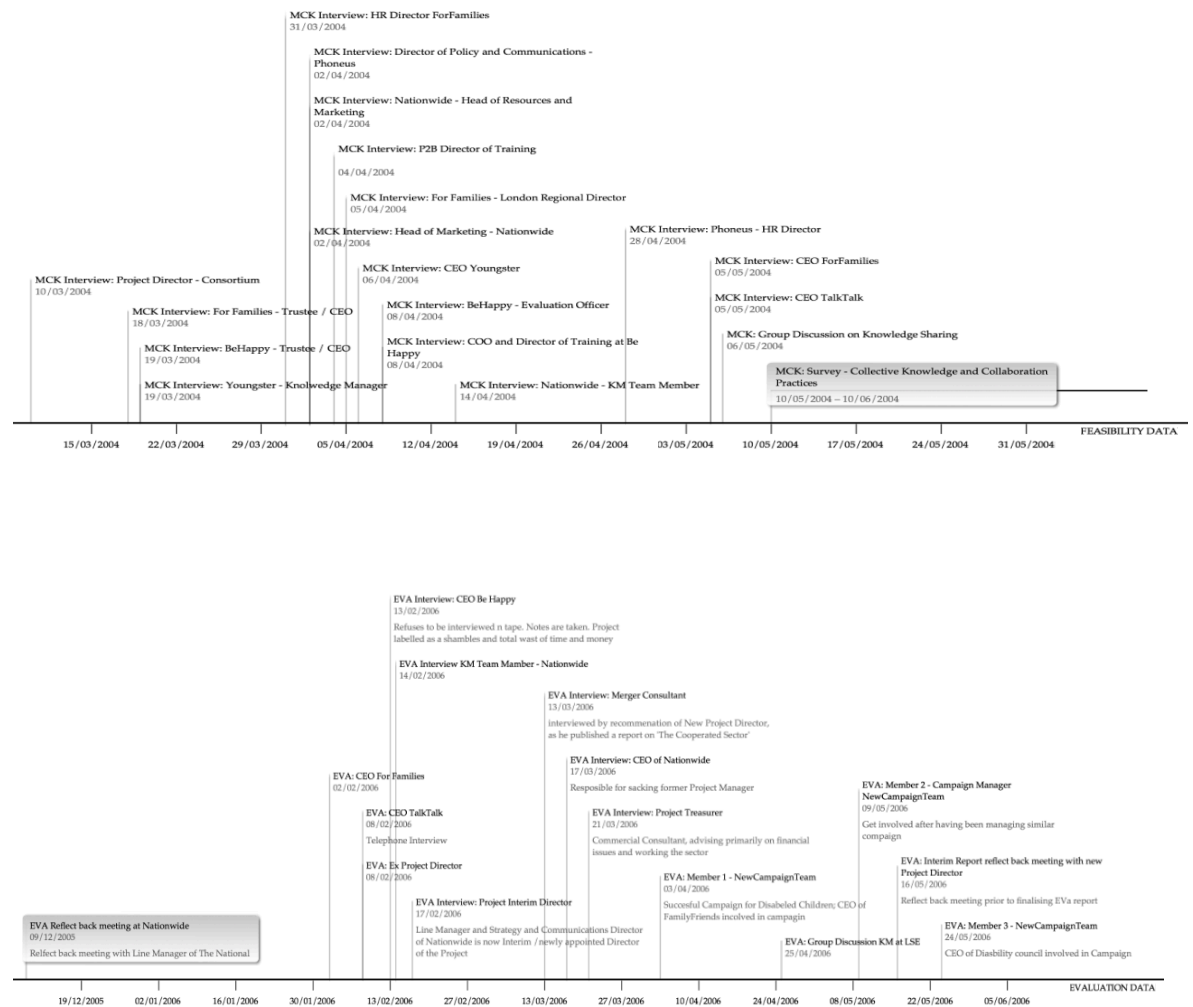 MCK Interview: HR Director ForFamilies
31/03/2004
MCK Interview: Director of Policy and Communications -
Phoneus
02/04/2004
MCK Interview: Nationwide - Head of Resources and
Marketing
02/04/2004
MCK Interview: P2B Director of Training
04/04/2004
MCK Interview: For Families - London Regional Director
05/04/2004
MCK Interview: Head of Marketing - Nationwide
02/04/2004
MCK Interview: Phoneus - HR Director
28/04/2004
MCK Interview: CEO Youngster
06/04/2004
MCK Interview: CEO ForFamilies
05/05/2004
MCK Interview: Project Director - Consortium
10/03/2004
MCK Interview: For Families - Trustee / CEO
18/03/2004
MCK Interview: BeHappy - Evaluation Officer
08/04/2004
MCK Interview: CEO TalkTalk
05/05/2004
MCK Interview: BeHappy - Trustee / CEO
19/03/2004
MCK Interview: COO and Director of Training at Be
Happy
08/04/2004
MCK: Group Discussion on Knowledge Sharing
06/05/2004
MCK Interview: Youngster - Knolwedge Manager
19/03/2004
MCK Interview: Nationwide - KM Team Member
14/04/2004
MCK: Survey - Collective Knowledge and Collaboration
Practices
10/05/2004 – 10/06/2004
FEASIBILITY DATA
15/03/2004
22/03/2004
29/03/2004
05/04/2004
12/04/2004
19/04/2004
26/04/2004
03/05/2004
10/05/2004
17/05/2004
24/05/2004
31/05/2004
EVA Interview: CEO Be Happy
13/02/2006
Refuses to be interviewed n tape. Notes are taken. Project
labelled as a shambles and total wast of time and money
EVA Interview KM Team Mamber - Nationwide
14/02/2006
EVA Interview: Merger Consultant
13/03/2006
interviewed by recommenation of New Project Director,
as he published a report on 'The Cooperated Sector'
EVA Interview: CEO of Nationwide
17/03/2006
Resposible for sacking former Project Manager
EVA: CEO For Families
02/02/2006
EVA: Member 2 - Campaign Manager
NewCampaignTeam
09/05/2006
Get involved after having been managing similar
compaign
EVA: CEO TalkTalk
08/02/2006
Telephone Interview
EVA Interview: Project Treasurer
21/03/2006
Commercial Consultant, advising primarily on financial
issues and working the sector
EVA: Ex Project Director
08/02/2006
EVA: Interim Report reflect back meeting with new
Project Director
16/05/2006
Reflect back meeting prior to finalising EVa report
EVA: Member 1 - NewCampaignTeam
03/04/2006
Succesful Campaign for Disabeled Children; CEO of
FamilyFriends incolved in campagin
EVA Interview: Project Interim Director
17/02/2006
Line Manager and Strategy and Communications Director
of Nationwide is now Interim /newly appointed Director
of the Project
EVA Reflect back meeting at Nationwide
09/12/2005
Relfect back meeting with Line Manager of The National
EVA: Group Discussion KM at LSE
25/04/2006
EVA: Member 3 - NewCampaignTeam
24/05/2006
CEO of Diasbility council involved in Campaign
19/12/2005
02/01/2006
16/01/2006
30/01/2006
13/02/2006
27/02/2006
13/03/2006
27/03/2006
10/04/2006
24/04/2006
08/05/2006
22/05/2006
05/06/2006
EVALUATION DATA